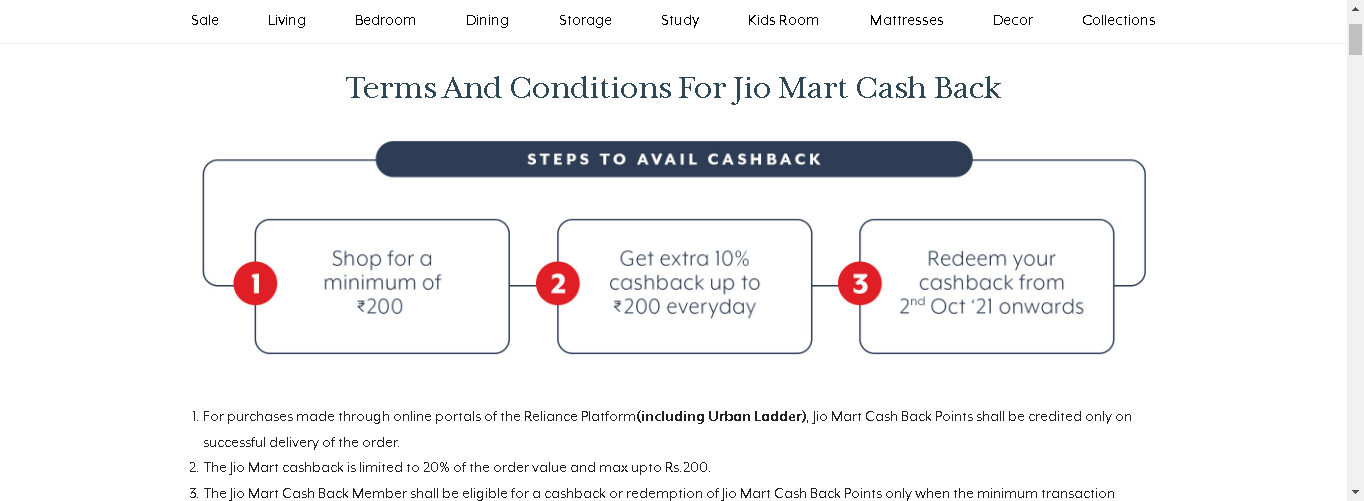 Sale Living Bedroom Dining Storage Study Kids Room Mattresses Decor Collections
Terms And Conditions For Jio Mart Cash Back
STEPS TO AVAIL CASHBACK
1
Shop for a
minimum of
₹200
2
Get extra 10%
cashback up to
₹200 everyday
3
Redeem your
cashback from
2nd Oct ‘21 onwards
1. For purchases made through online portals of the Reliance Platform(including Urban Ladder), Jio Mart Cash Back Points shall be credited only on
successful delivery of the order.
2. The Jio Mart cashback is limited to 20% of the order value and max upto Rs.200.
3. The Jio Mart Cash Back Member shall be eligible for a cashback or redemption of Jio Mart Cash Back Points only when the minimum transaction